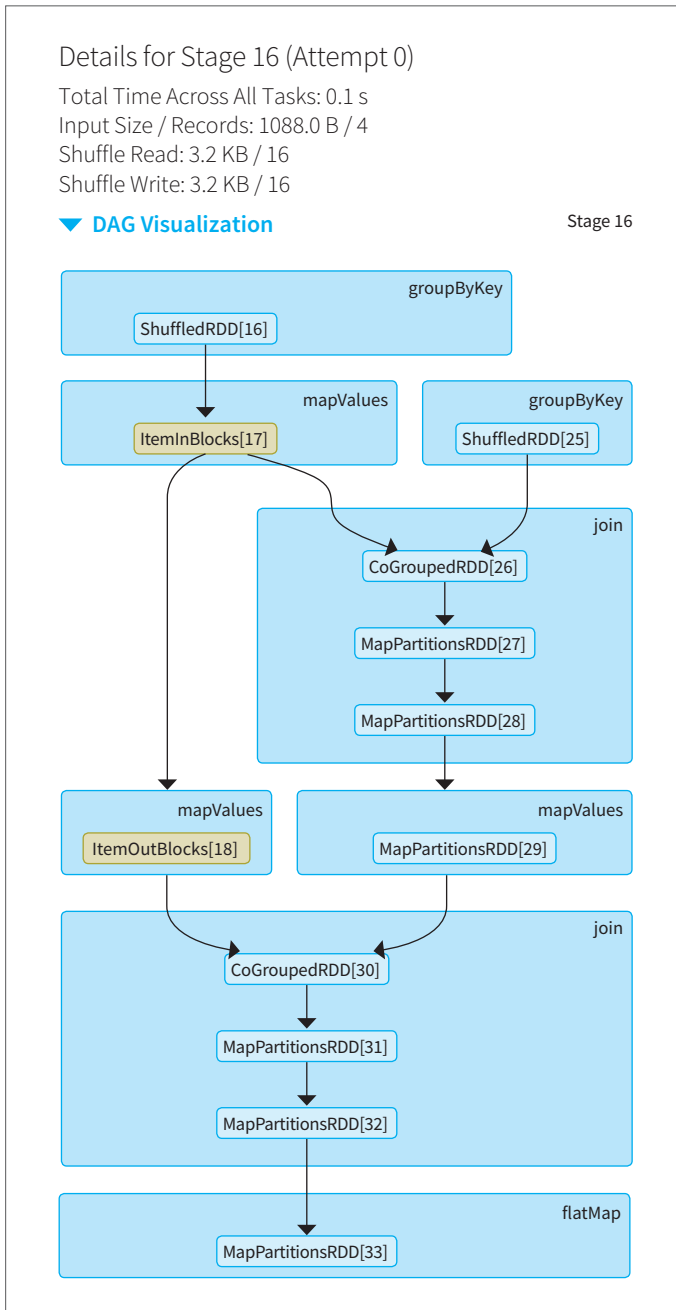 Details for Stage 16 (Attempt 0)
Total Time Across All Tasks: 0.1 s
Input Size / Records: 1088.0 B / 4
Shuffle Read: 3.2 KB / 16
Shuffle Write: 3.2 KB / 16
DAG Visualization
Stage 16
groupByKey
ShuffledRDD[16]
mapValues
ItemInBlocks[17]
groupByKey
ShuffledRDD[25]
join
CoGroupedRDD[26]
MapPartitionsRDD[27]
MapPartitionsRDD[28]
mapValues
ItemOutBlocks[18]
mapValues
MapPartitionsRDD[29]
join
CoGroupedRDD[30]
MapPartitionsRDD[31]
MapPartitionsRDD[32]
flatMap
MapPartitionsRDD[33]